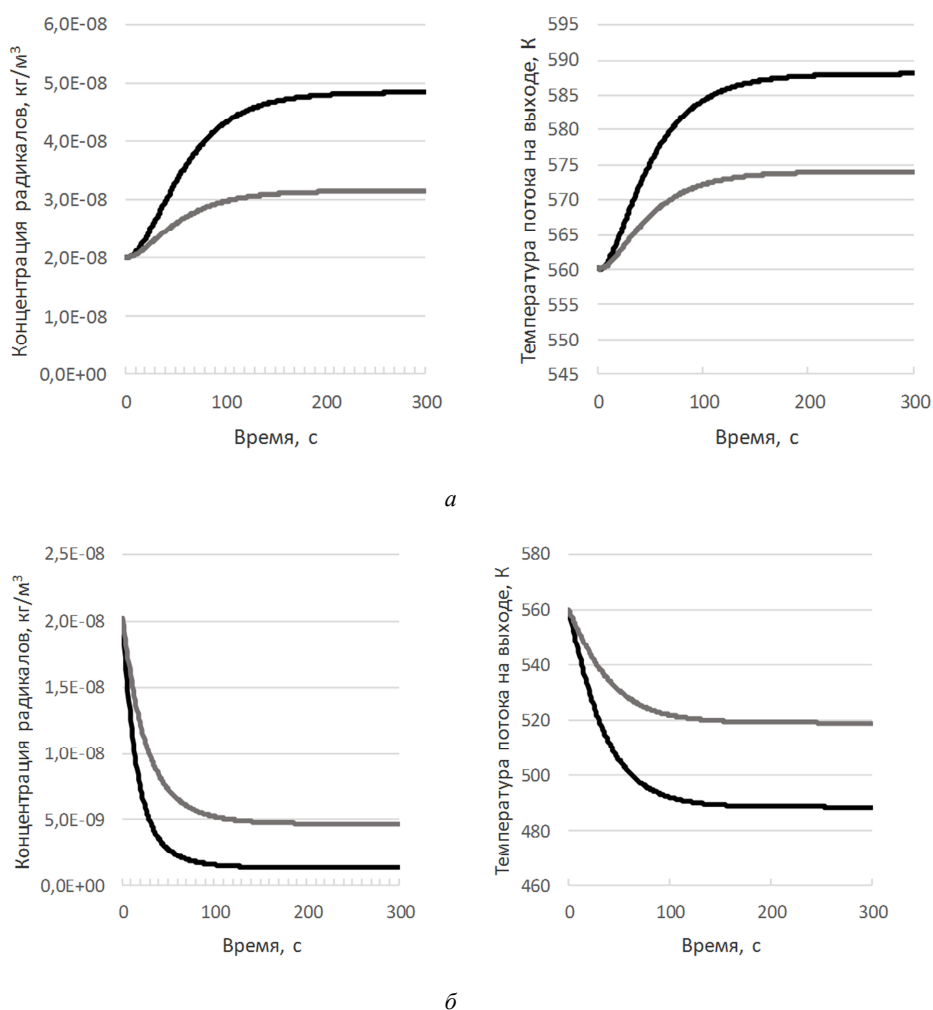 Концентрация радикалов, кг/м³
6,0E-08
5,0E-08
4,0E-08
3,0E-08
2,0E-08
1,0E-08
0,0E+00
0 100 200 300
Время, с
Температура потока на выходе, К
595
590
585
580
575
570
565
560
555
550
545
0 100 200 300
Время, с
а
Концентрация радикалов, кг/м³
2,5E-08
2,0E-08
1,5E-08
1,0E-08
5,0E-09
0,0E+00
0 100 200 300
Время, с
Температура потока на выходе, К
580
560
540
520
500
480
460
0 100 200 300
Время, с
б